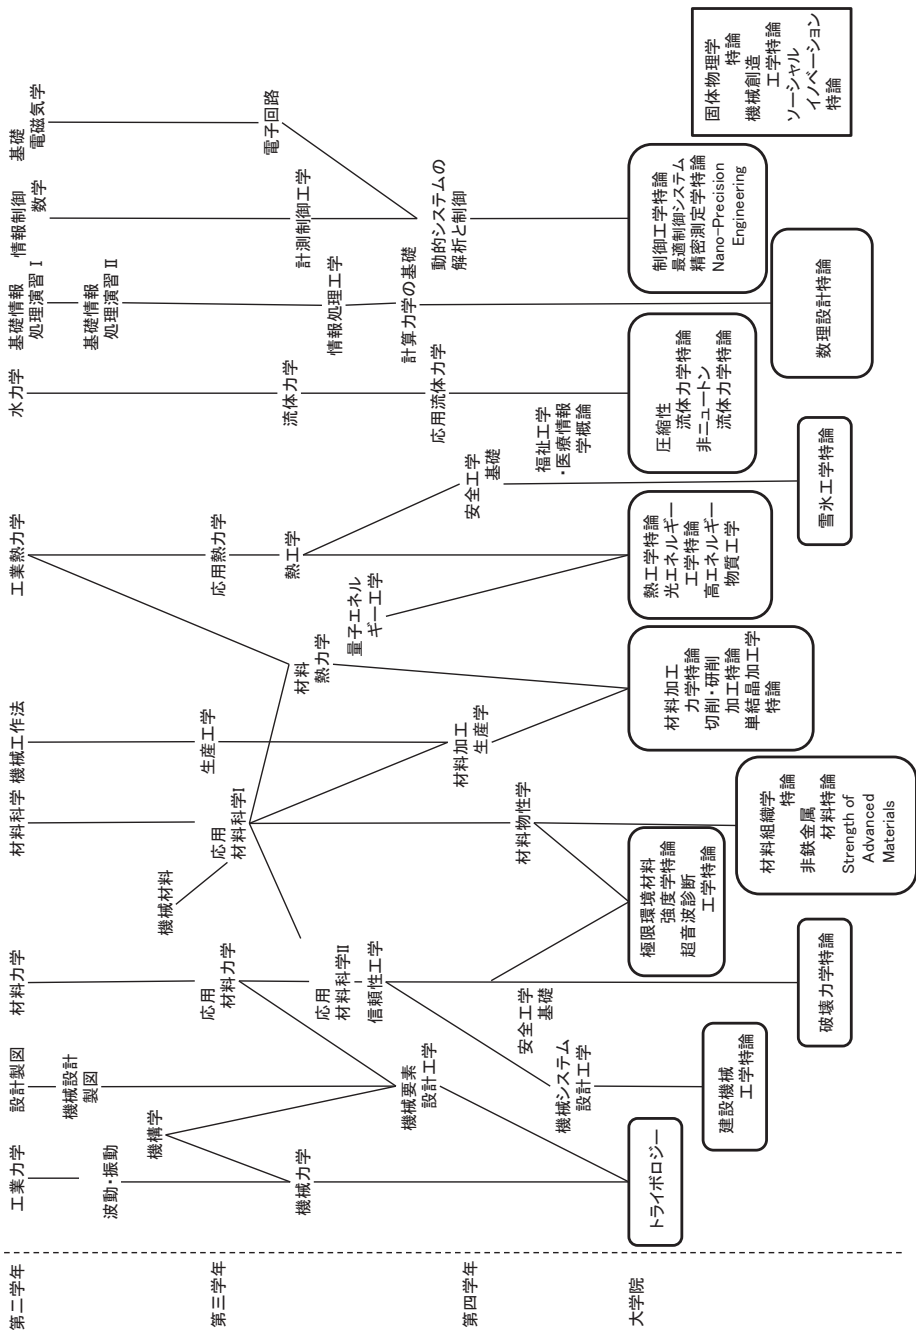 第二学年
工業力学
設計製図
材料力学
材料科学
機械工作法
工業熱力学
水力学
基礎情報
処理演習 I
情報制御
数学
基礎
電磁気学
機械設計
製図
基礎情報
処理演習 II
波動・振動
機構学
機械材料
第三学年
応用
材料力学
応用
材料科学I
生産工学
応用熱力学
機械力学
材料
熱力学
熱工学
流体力学
計測制御工学
電子回路
応用
材料科学II
信頼性工学
量子エネル
ギー工学
情報処理工学
機械要素
設計工学
計算力学の基礎
応用流体力学
動的システムの
解析と制御
第四学年
材料加工
生産学
安全工学
基礎
安全工学
基礎
材料物性学
福祉工学
・医療情報
学概論
機械システム
設計工学
大学院
トライボロジー
建設機械
工学特論
破壊力学特論
極限環境材料
強度学特論
超音波診断
工学特論
材料組織学
特論
非鉄金属
材料特論
Strength of
Advanced
Materials
材料加工
力学特論
切削・研削
加工特論
単結晶加工学
特論
熱工学特論
光エネルギー
工学特論
高エネルギー
物質工学
雪氷工学特論
圧縮性
流体力学特論
非ニュートン
流体力学特論
数理設計特論
制御工学特論
最適制御システム
精密測定学特論
Nano-Precision
Engineering
固体物理学
特論
機械創造
工学特論
ソーシャル
イノベーション
特論